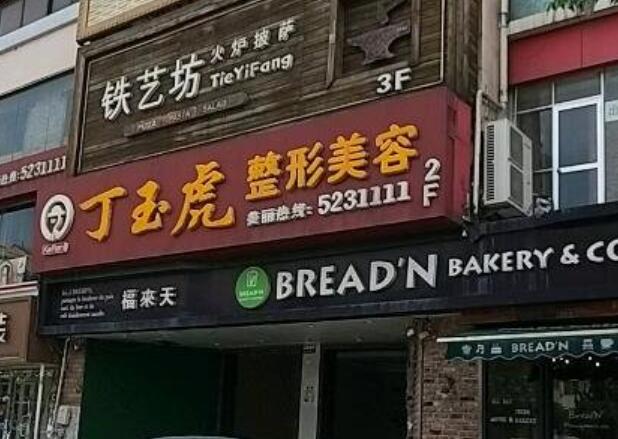 铁艺坊 火炉披萨
TieYiFang
3F
5231111
丁玉虎 整形美容
美丽热线:5231111
2F
福來天
BREAD'N BAKERY & CO
BREAD'N